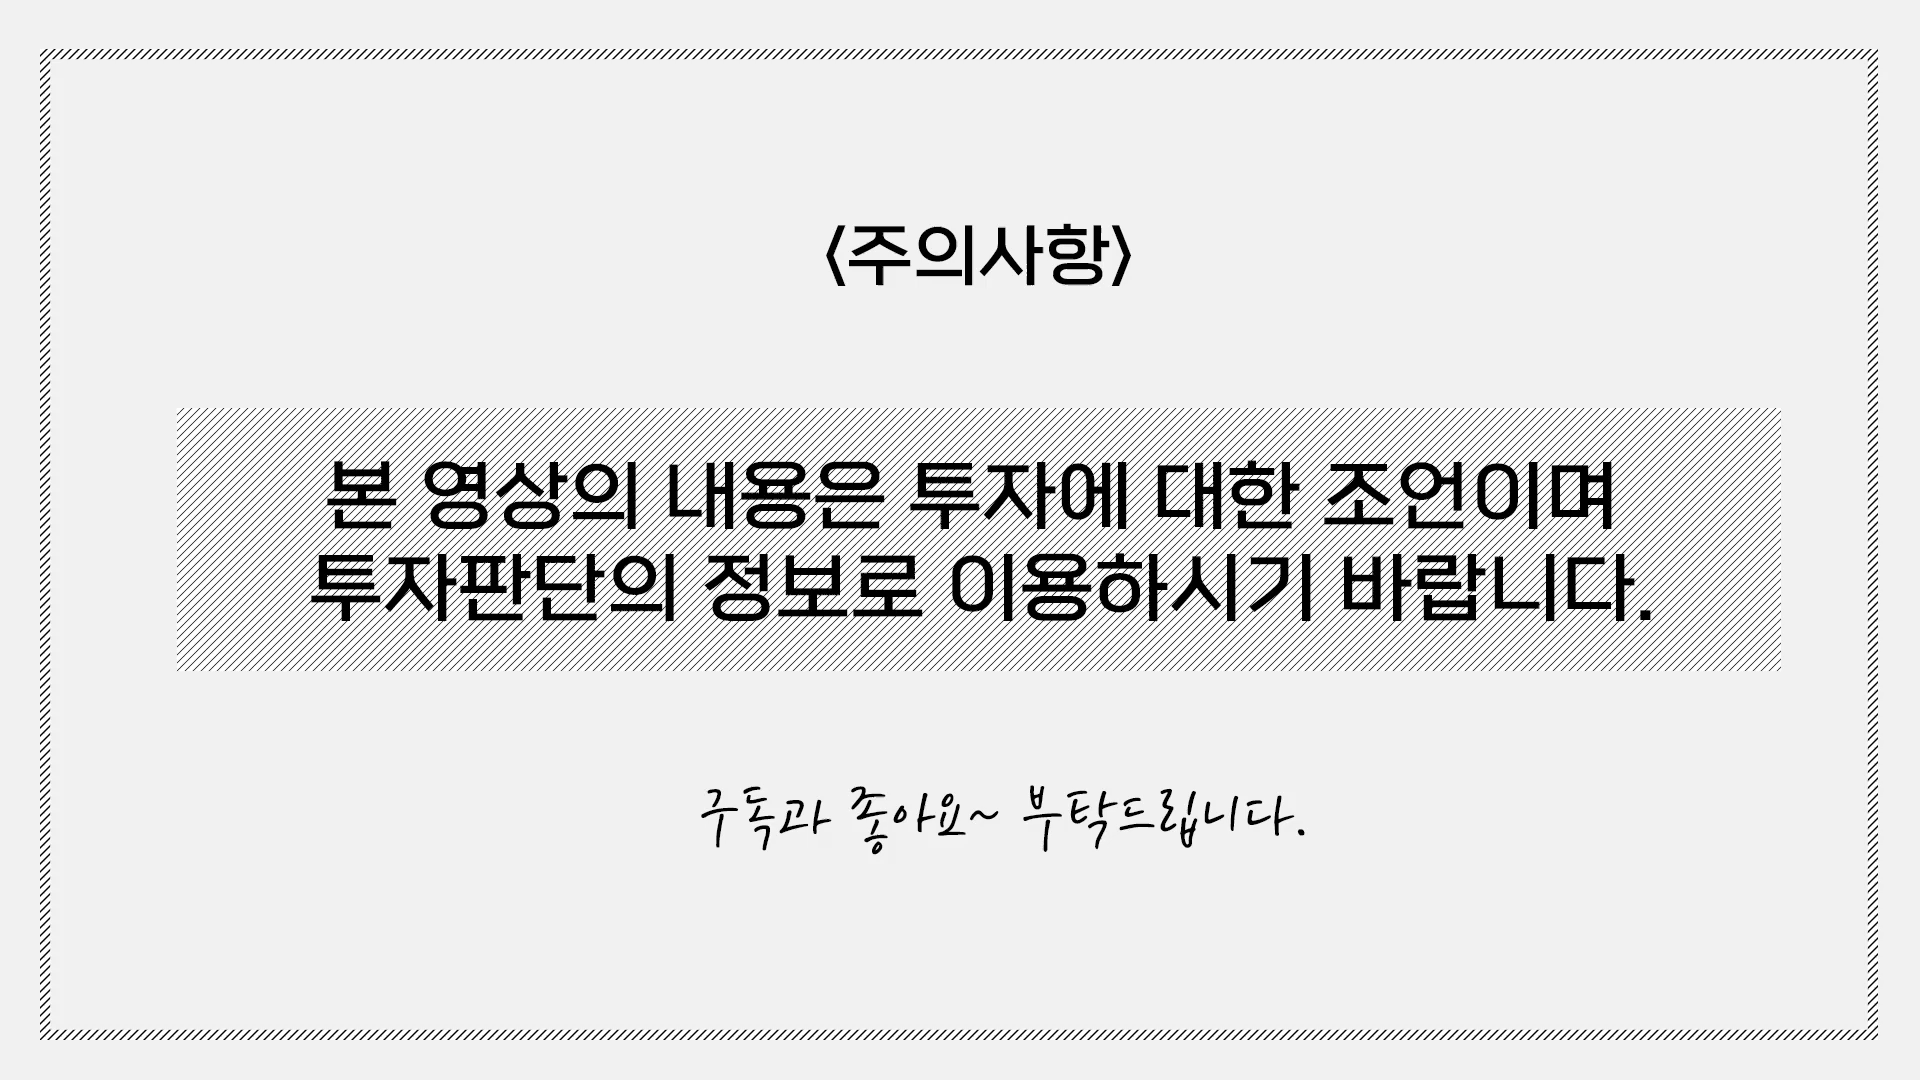 〈주의사항〉
본 영상의 내용은 투자에 대한 조언이며
투자판단의 정보로 이용하시기 바랍니다.
구독과 좋아요~ 부탁드립니다.